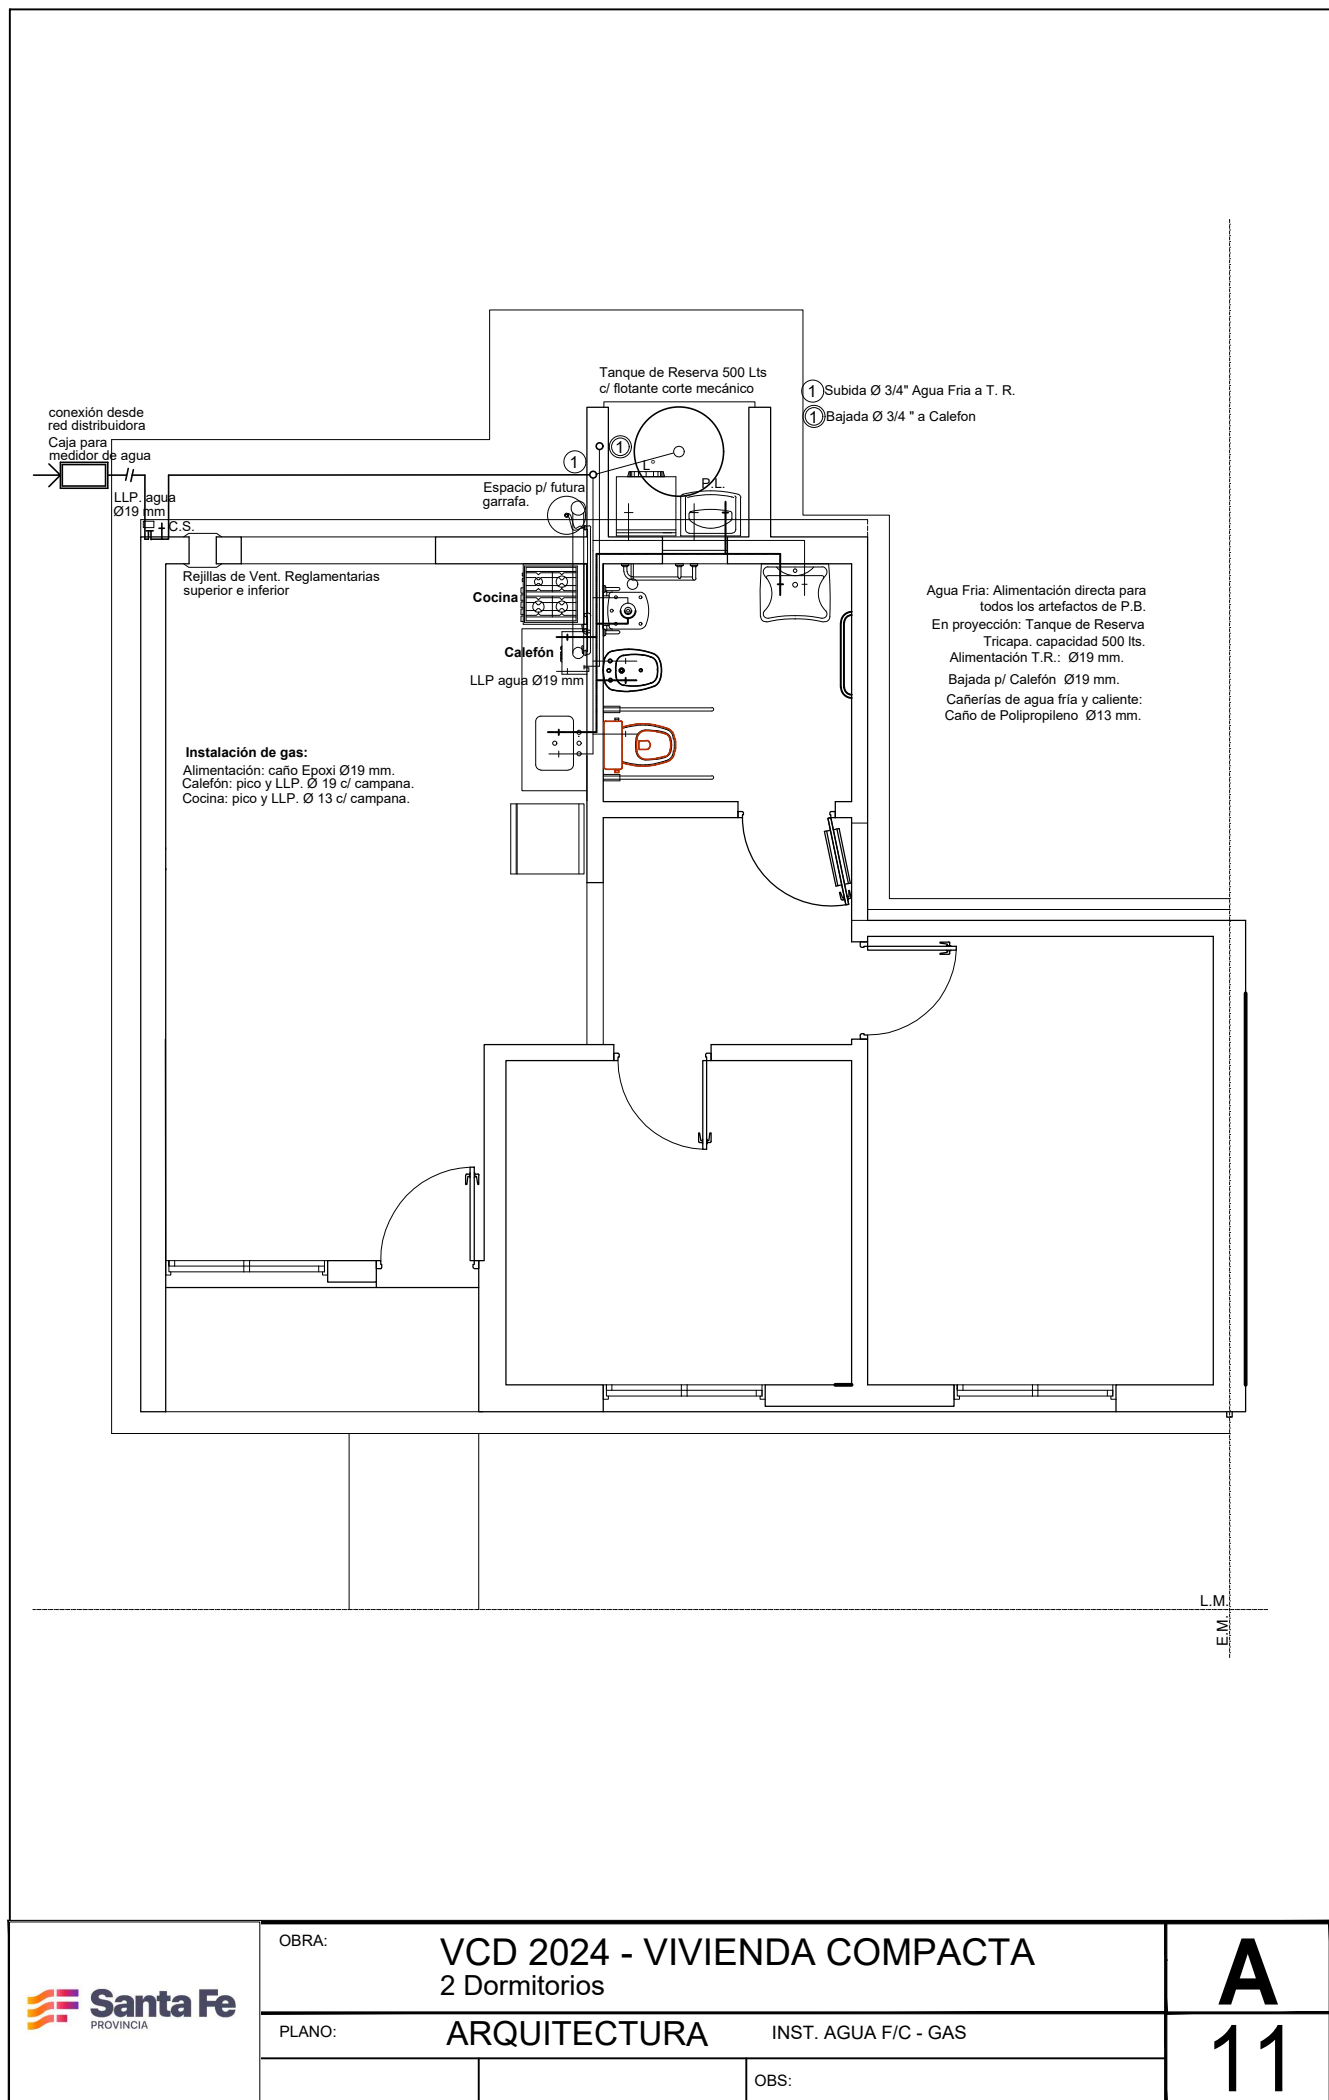 Tanque de Reserva 500 Lts
c/ flotante corte mecánico
1 Subida Ø 3/4" Agua Fria a T. R.
1 Bajada Ø 3/4 " a Calefon
conexión desde
red distribuidora
Caja para
medidor de agua
1
1
L°
P.L.
Espacio p/ futura
garrafa.
LLP. agua
Ø19 mm
C.S.
Rejillas de Vent. Reglamentarias
superior e inferior
Cocina
Calefón
LLP agua Ø19 mm
Agua Fria: Alimentación directa para
todos los artefactos de P.B.
En proyección: Tanque de Reserva
Tricapa. capacidad 500 lts.
Alimentación T.R.: Ø19 mm.
Bajada p/ Calefón Ø19 mm.
Cañerías de agua fría y caliente:
Caño de Polipropileno Ø13 mm.
Instalación de gas:
Alimentación: caño Epoxi Ø19 mm.
Calefón: pico y LLP. Ø 19 c/ campana.
Cocina: pico y LLP. Ø 13 c/ campana.
L.M.
E.M.
Santa Fe
PROVINCIA
OBRA:
VCD 2024 - VIVIENDA COMPACTA
2 Dormitorios
PLANO:
ARQUITECTURA INST. AGUA F/C - GAS
OBS:
A
11